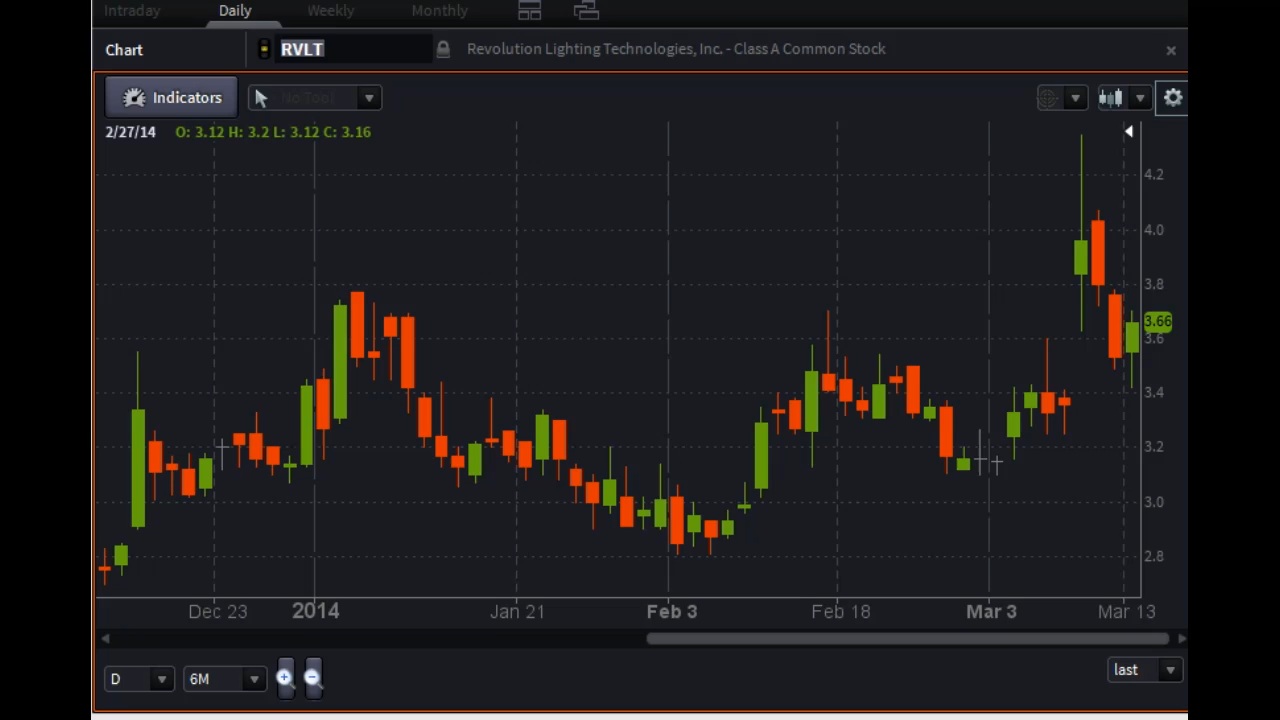 Intraday Daily Weekly Monthly
Chart RVLT Revolution Lighting Technologies, Inc. - Class A Common Stock
Indicators No Tool
2/27/14 O: 3.12 H: 3.2 L: 3.12 C: 3.16
4.2
4.0
3.8
3.66
3.6
3.4
3.2
3.0
2.8
Dec 23 2014 Jan 21 Feb 3 Feb 18 Mar 3 Mar 13
D 6M last